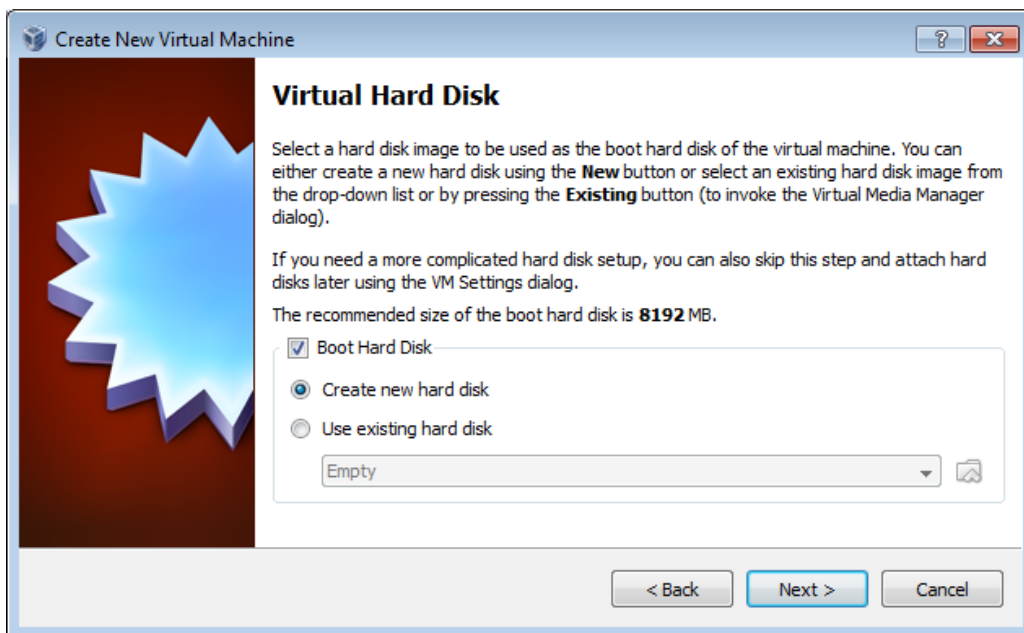 Create New Virtual Machine
Virtual Hard Disk
Select a hard disk image to be used as the boot hard disk of the virtual machine. You can
either create a new hard disk using the New button or select an existing hard disk image from
the drop-down list or by pressing the Existing button (to invoke the Virtual Media Manager
dialog).
If you need a more complicated hard disk setup, you can also skip this step and attach hard
disks later using the VM Settings dialog.
The recommended size of the boot hard disk is 8192 MB.
Boot Hard Disk
Create new hard disk
Use existing hard disk
Empty
< Back
Next >
Cancel